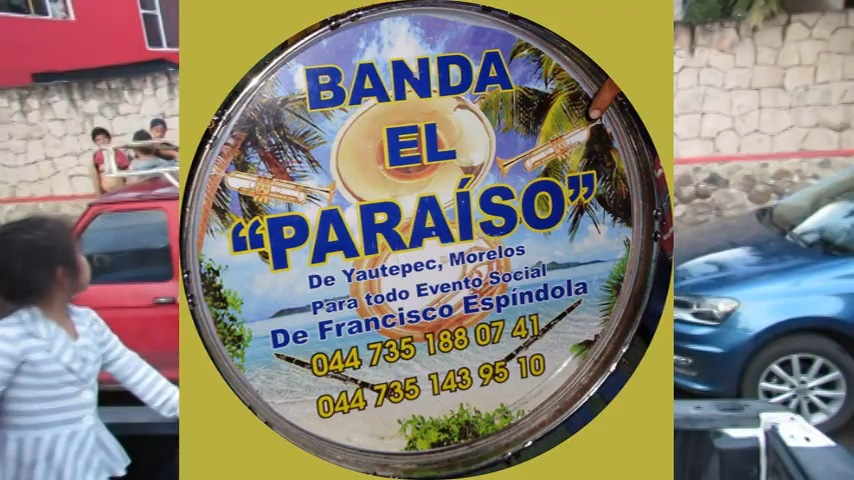 BANDA
EL
“PARAÍSO”
De Yautepec, Morelos
Para todo Evento Social
De Francisco Espíndola
044 735 188 07 41
044 735 143 95 10